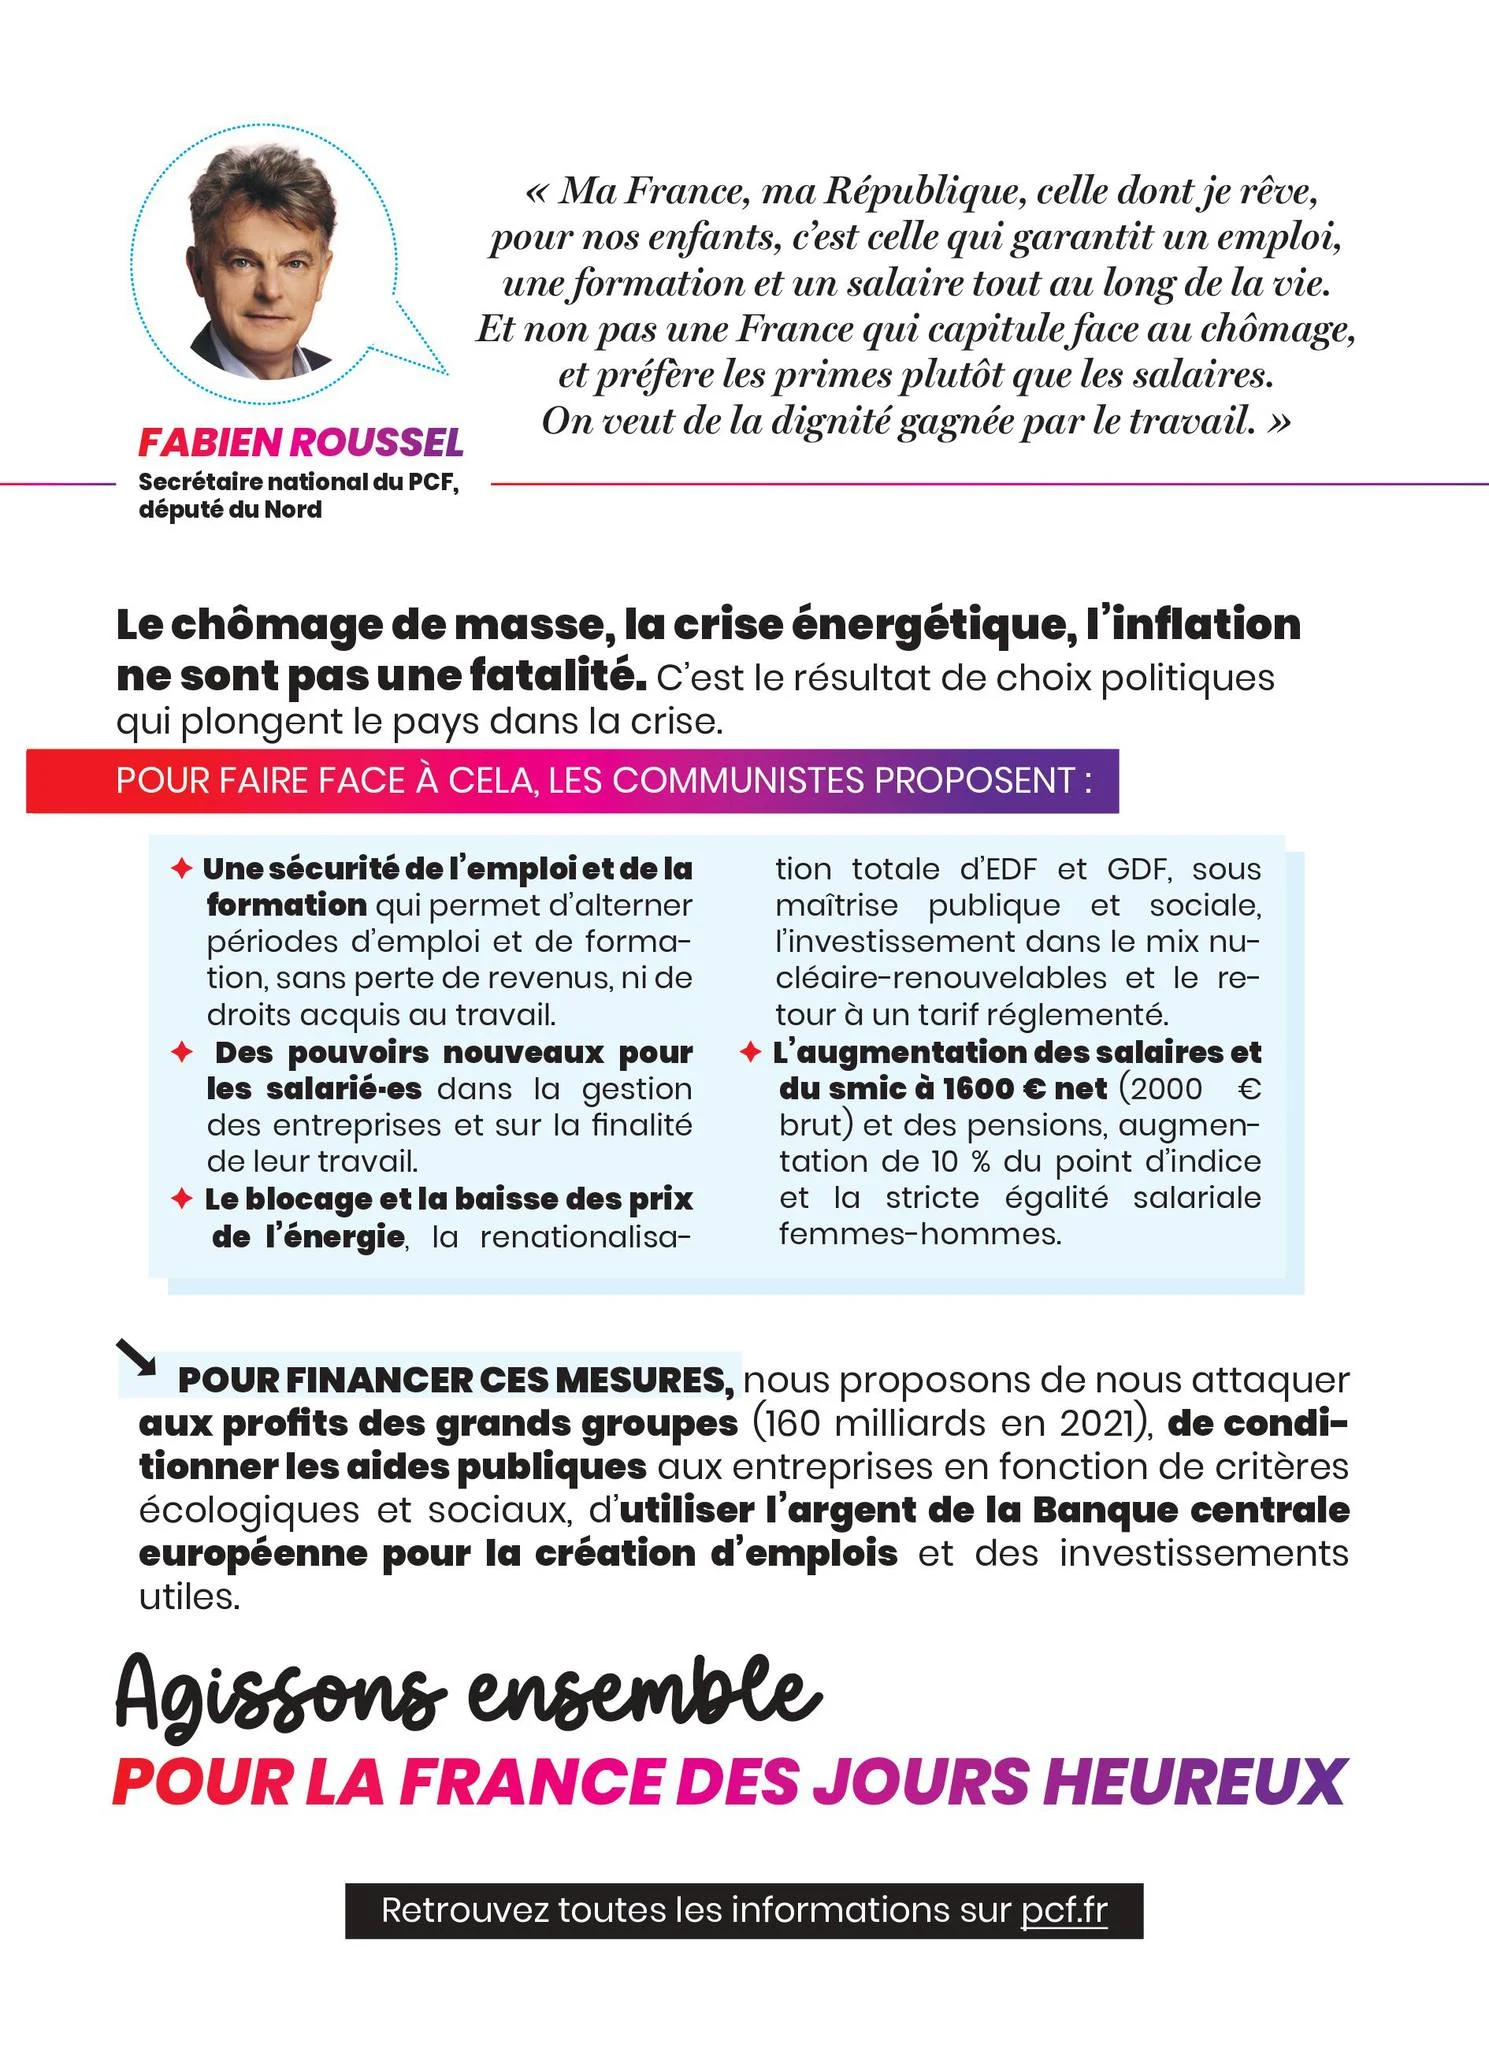 « Ma France, ma République, celle dont je rêve,
pour nos enfants, c’est celle qui garantit un emploi,
une formation et un salaire tout au long de la vie.
Et non pas une France qui capitule face au chômage,
et préfère les primes plutôt que les salaires.
On veut de la dignité gagnée par le travail. »
FABIEN ROUSSEL
Secrétaire national du PCF,
député du Nord
Le chômage de masse, la crise énergétique, l’inflation
ne sont pas une fatalité. C’est le résultat de choix politiques
qui plongent le pays dans la crise.
POUR FAIRE FACE À CELA, LES COMMUNISTES PROPOSENT :
✦ Une sécurité de l’emploi et de la
formation qui permet d’alterner
périodes d’emploi et de forma-
tion, sans perte de revenus, ni de
droits acquis au travail.
✦ Des pouvoirs nouveaux pour
les salarié·es dans la gestion
des entreprises et sur la finalité
de leur travail.
✦ Le blocage et la baisse des prix
de l’énergie, la renationalisa-
tion totale d’EDF et GDF, sous
maîtrise publique et sociale,
l’investissement dans le mix nu-
cléaire-renouvelables et le re-
tour à un tarif réglementé.
✦ L’augmentation des salaires et
du smic à 1600 € net (2000 €
brut) et des pensions, augmen-
tation de 10 % du point d’indice
et la stricte égalité salariale
femmes-hommes.
POUR FINANCER CES MESURES, nous proposons de nous attaquer
aux profits des grands groupes (160 milliards en 2021), de condi-
tionner les aides publiques aux entreprises en fonction de critères
écologiques et sociaux, d’utiliser l’argent de la Banque centrale
européenne pour la création d’emplois et des investissements
utiles.
Agissons ensemble
POUR LA FRANCE DES JOURS HEUREUX
Retrouvez toutes les informations sur pcf.fr